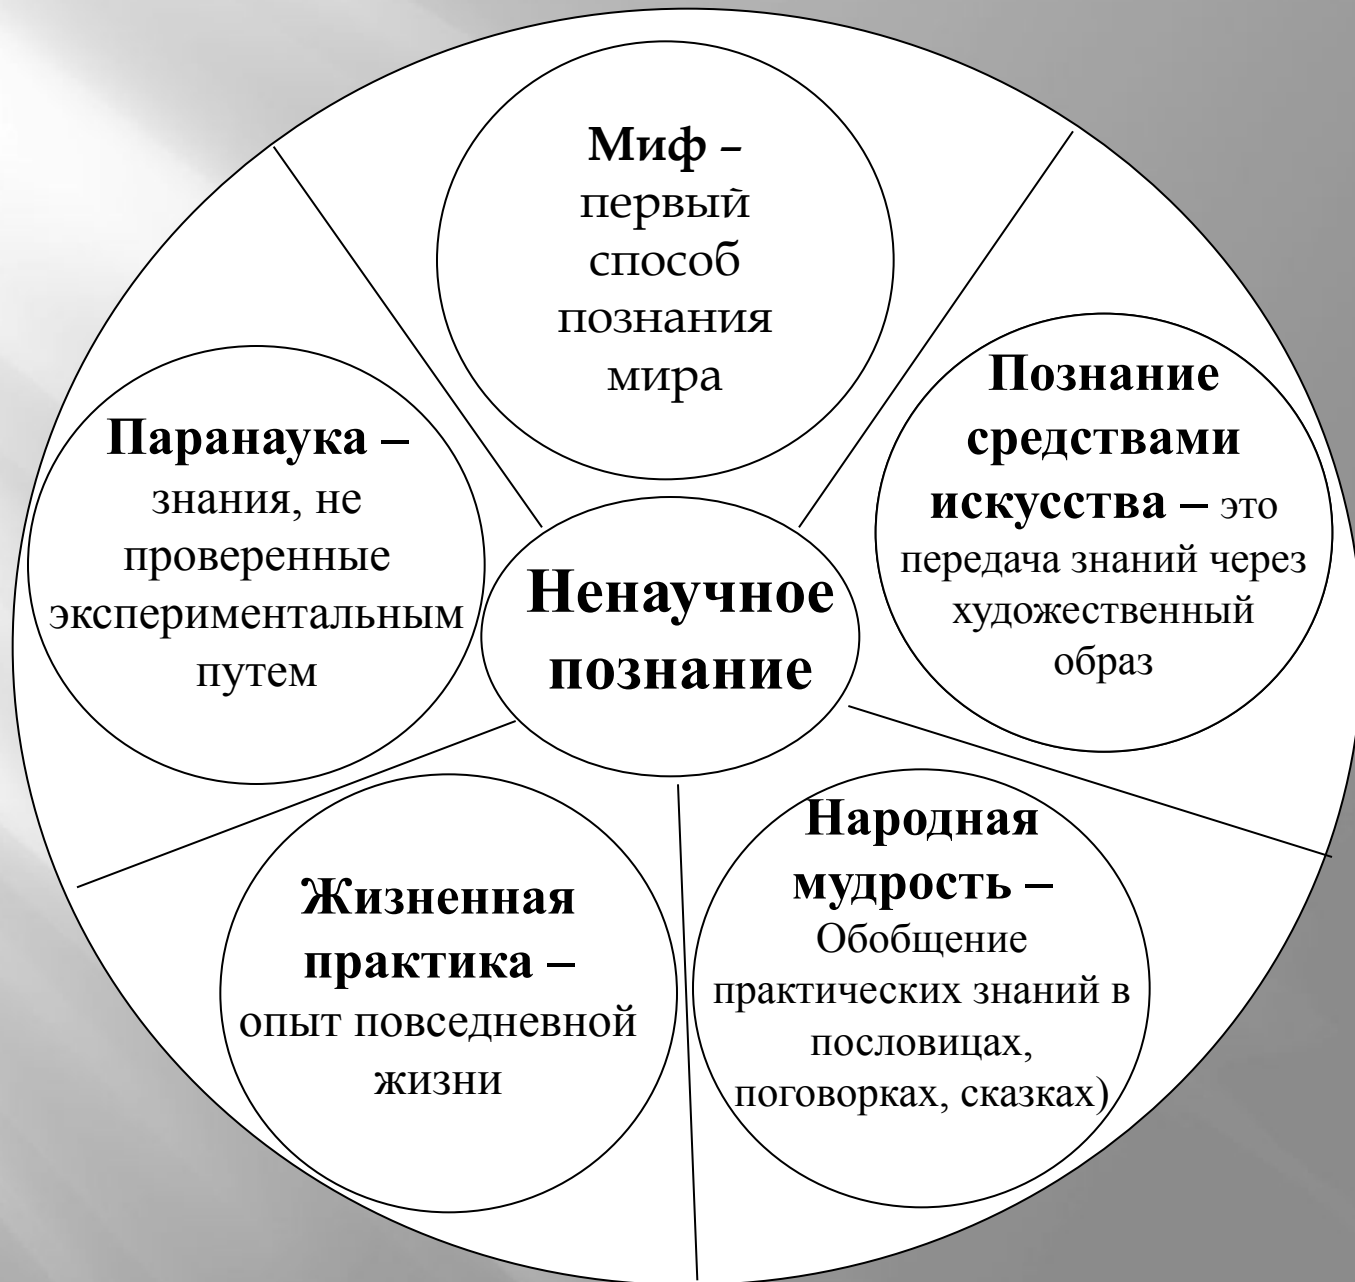 Миф –
первый
способ
познания
мира
Познание
средствами
искусства – это
передача знаний через
художественный
образ
Паранаука –
знания, не
проверенные
экспериментальным
путем
Ненаучное
познание
Народная
мудрость –
Обобщение
практических знаний в
пословицах,
поговорках, сказках)
Жизненная
практика –
опыт повседневной
жизни